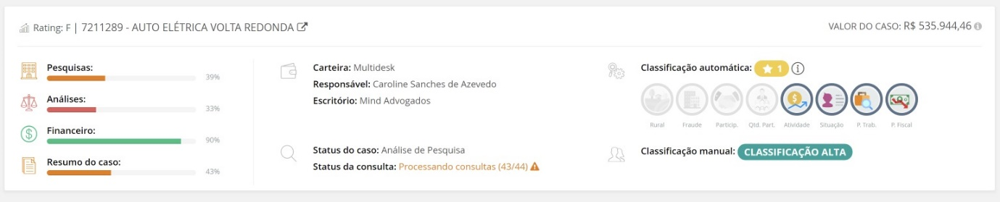 Rating: F | 7211289 - AUTO ELÉTRICA VOLTA REDONDA
VALOR DO CASO: R$ 535.944,46
Pesquisas:
39%
Análises:
33%
Financeiro:
90%
Resumo do caso:
43%
Carteira: Multidesk
Responsável: Caroline Sanches de Azevedo
Escritório: Mind Advogados
Status do caso: Análise de Pesquisa
Status da consulta: Processando consultas (43/44)
Classificação automática: 1
Rural Fraude Particip. Qtd. Part. Atividade Situação P. Trab. P. Fiscal
Classificação manual: CLASSIFICAÇÃO ALTA